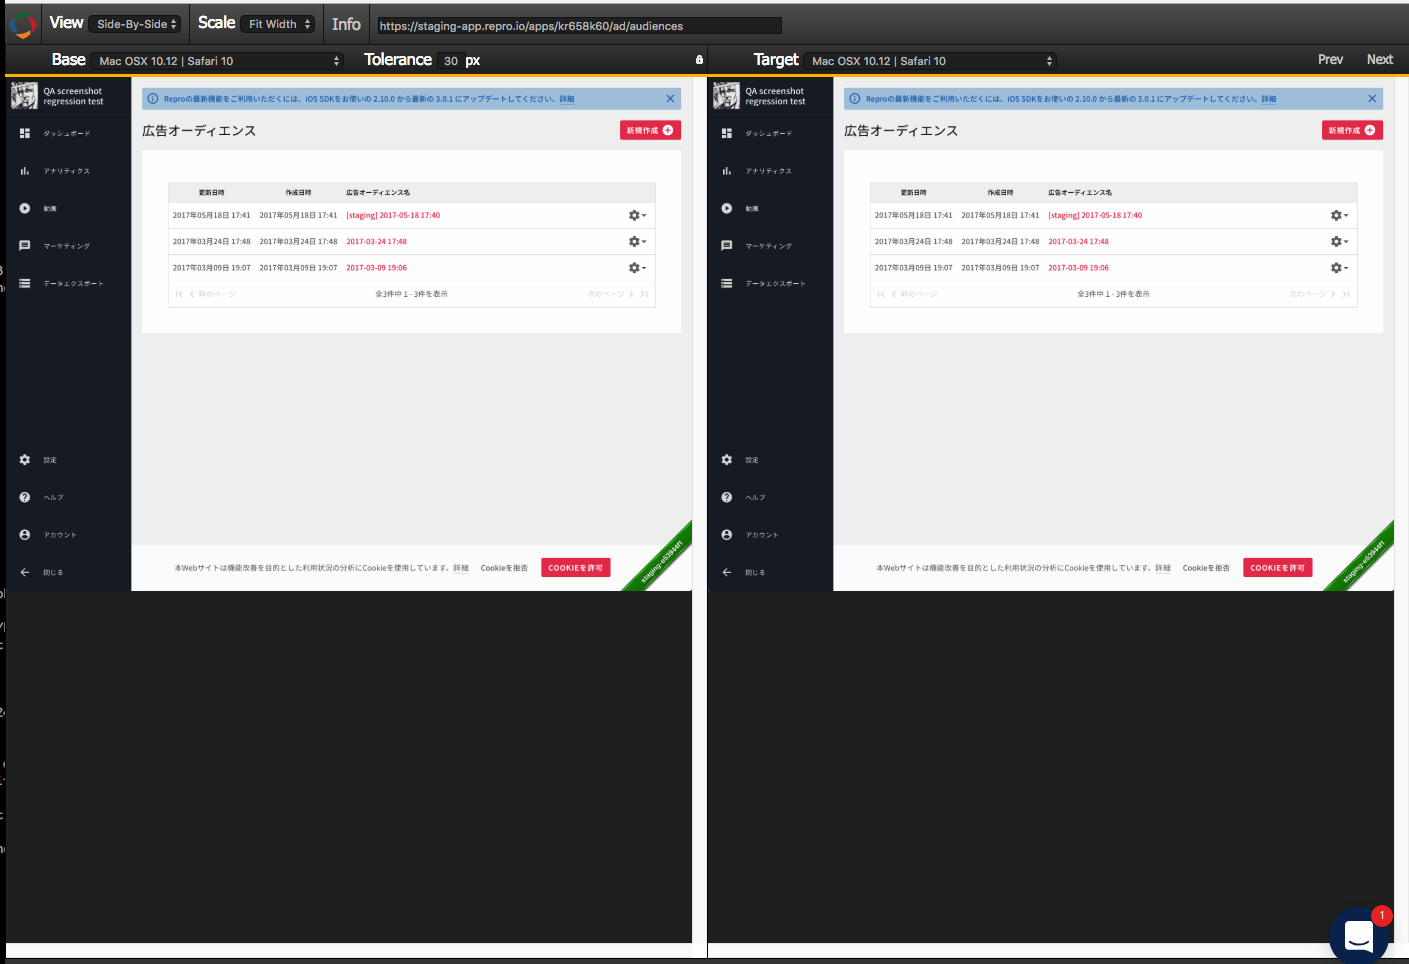 View Side-By-Side Scale Fit Width Info https://staging-app.repro.io/apps/kr658k60/ad/audiences
Base Mac OSX 10.12 | Safari 10 Tolerance 30 px Target Mac OSX 10.12 | Safari 10 Prev Next
QA screenshot
regression test
Reproの最新機能をご利用いただくには、iOS SDKをお使いの 2.10.0 から最新の 3.0.1 にアップデートしてください。詳細
広告オーディエンス
新規作成
ダッシュボード
アナリティクス
動画
マーケティング
データエクスポート
更新日時 作成日時 広告オーディエンス名
2017年05月18日 17:41 2017年05月18日 17:41 [staging] 2017-05-18 17:40
2017年03月24日 17:48 2017年03月24日 17:48 2017-03-24 17:48
2017年03月09日 19:07 2017年03月09日 19:07 2017-03-09 19:06
前のページ 全3件中 1 - 3件を表示 次のページ
設定
ヘルプ
アカウント
閉じる
本Webサイトは機能改善を目的とした利用状況の分析にCookieを使用しています。詳細 Cookieを拒否 COOKIEを許可
staging-e53944f1
QA screenshot
regression test
Reproの最新機能をご利用いただくには、iOS SDKをお使いの 2.10.0 から最新の 3.0.1 にアップデートしてください。詳細
広告オーディエンス
新規作成
ダッシュボード
アナリティクス
動画
マーケティング
データエクスポート
更新日時 作成日時 広告オーディエンス名
2017年05月18日 17:41 2017年05月18日 17:41 [staging] 2017-05-18 17:40
2017年03月24日 17:48 2017年03月24日 17:48 2017-03-24 17:48
2017年03月09日 19:07 2017年03月09日 19:07 2017-03-09 19:06
前のページ 全3件中 1 - 3件を表示 次のページ
設定
ヘルプ
アカウント
閉じる
本Webサイトは機能改善を目的とした利用状況の分析にCookieを使用しています。詳細 Cookieを拒否 COOKIEを許可
staging-e53944f1
1